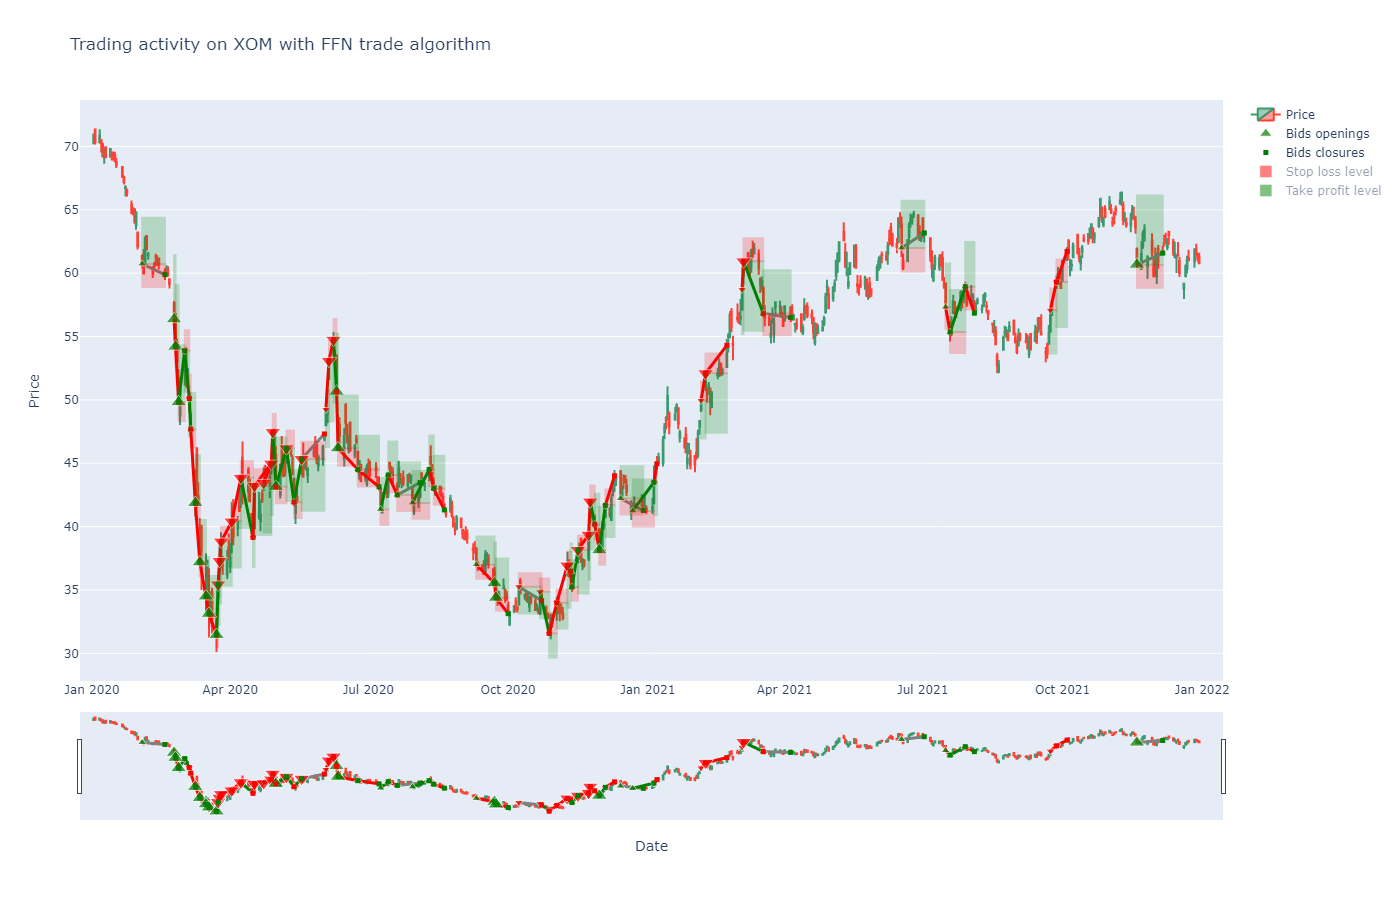 Trading activity on XOM with FFN trade algorithm
Price
Bids openings
Bids closures
Stop loss level
Take profit level
70
65
60
55
50
45
40
35
30
Price
Jan 2020
Apr 2020
Jul 2020
Oct 2020
Jan 2021
Apr 2021
Jul 2021
Oct 2021
Jan 2022
Date